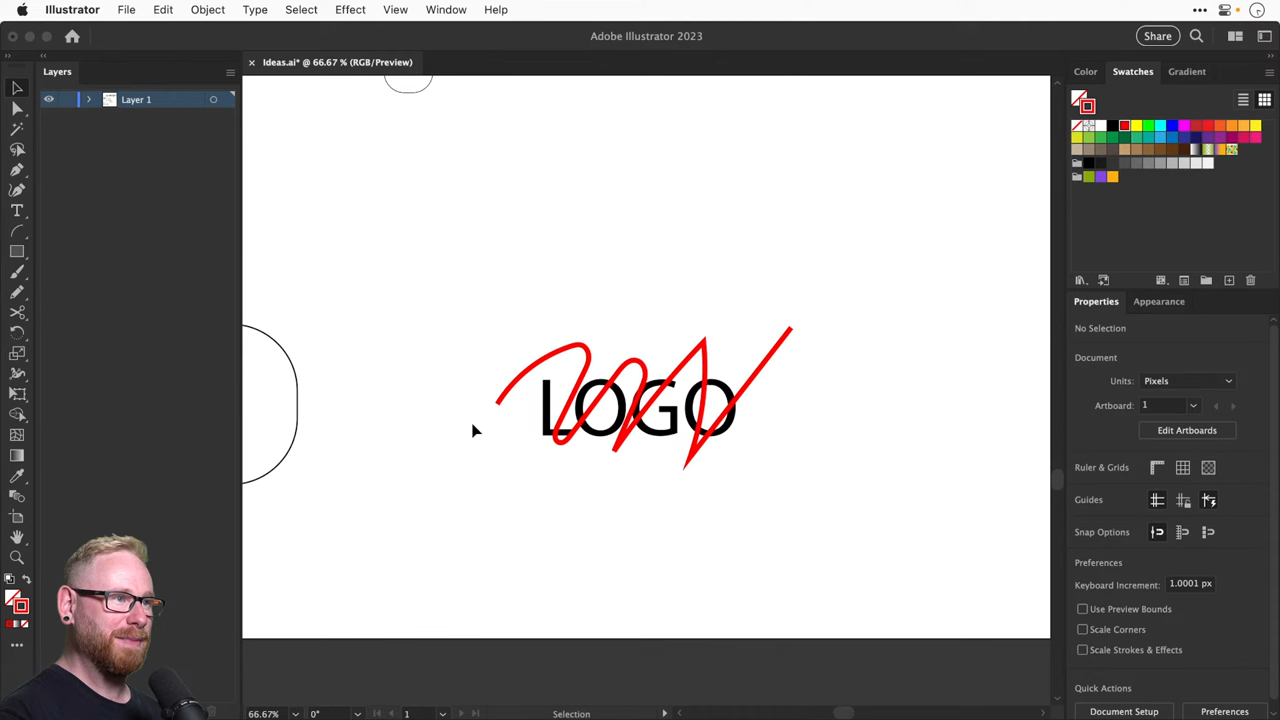 Illustrator File Edit Object Type Select Effect View Window Help
Adobe Illustrator 2023
Share
Layers
Layer 1
Ideas.ai* @ 66.67 % (RGB/Preview)
LOGO
Color Swatches Gradient
Properties Appearance
No Selection
Document
Units: Pixels
Artboard: 1
Edit Artboards
Ruler & Grids
Guides
Snap Options
Preferences
Keyboard Increment: 1.0001 px
Use Preview Bounds
Scale Corners
Scale Strokes & Effects
Quick Actions
Document Setup Preferences
66.67% 0° 1 Selection